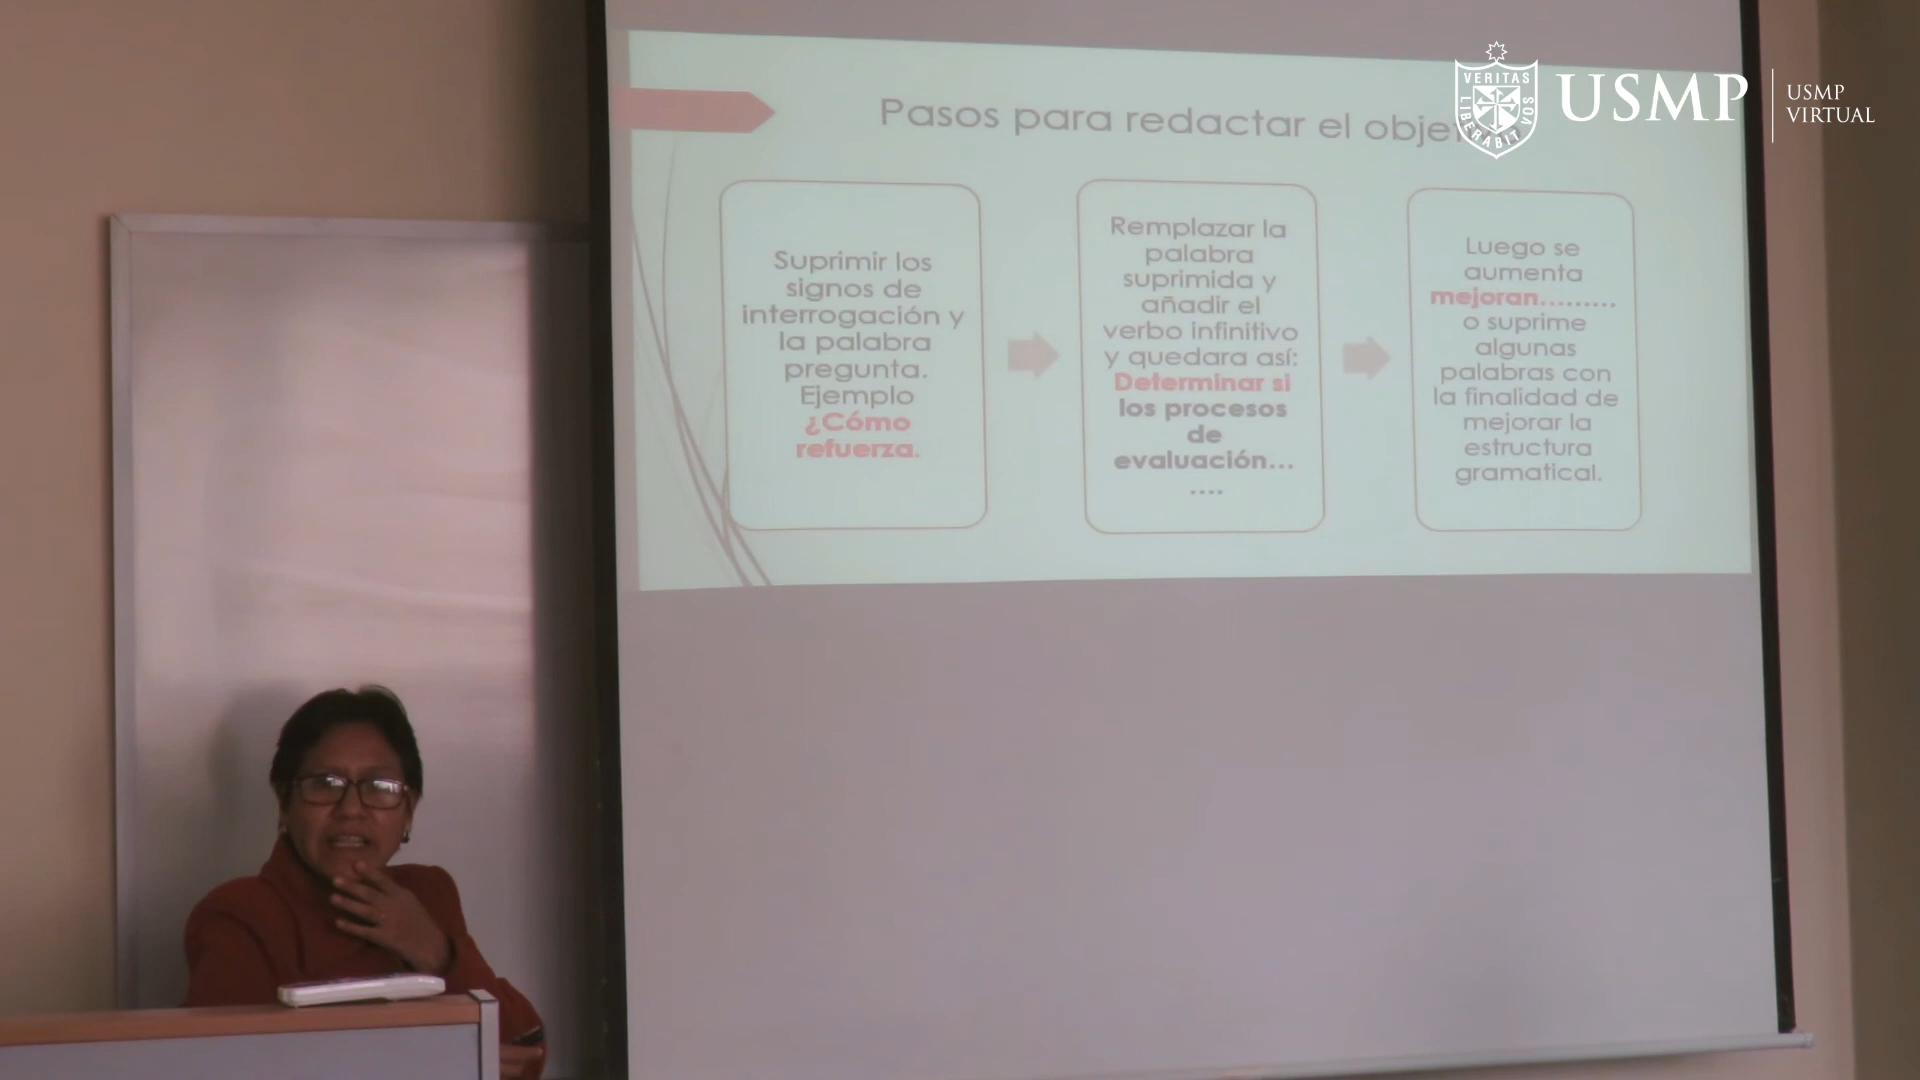 Pasos para redactar el obje
VERITAS
LIBERABIT VOS
USMP
USMP
VIRTUAL
Suprimir los
signos de
interrogación y
la palabra
pregunta.
Ejemplo
¿Cómo
refuerza.
Remplazar la
palabra
suprimida y
añadir el
verbo infinitivo
y quedara así:
Determinar si
los procesos
de
evaluación...
....
Luego se
aumenta
mejoran.........
o suprime
algunas
palabras con
la finalidad de
mejorar la
estructura
gramatical.